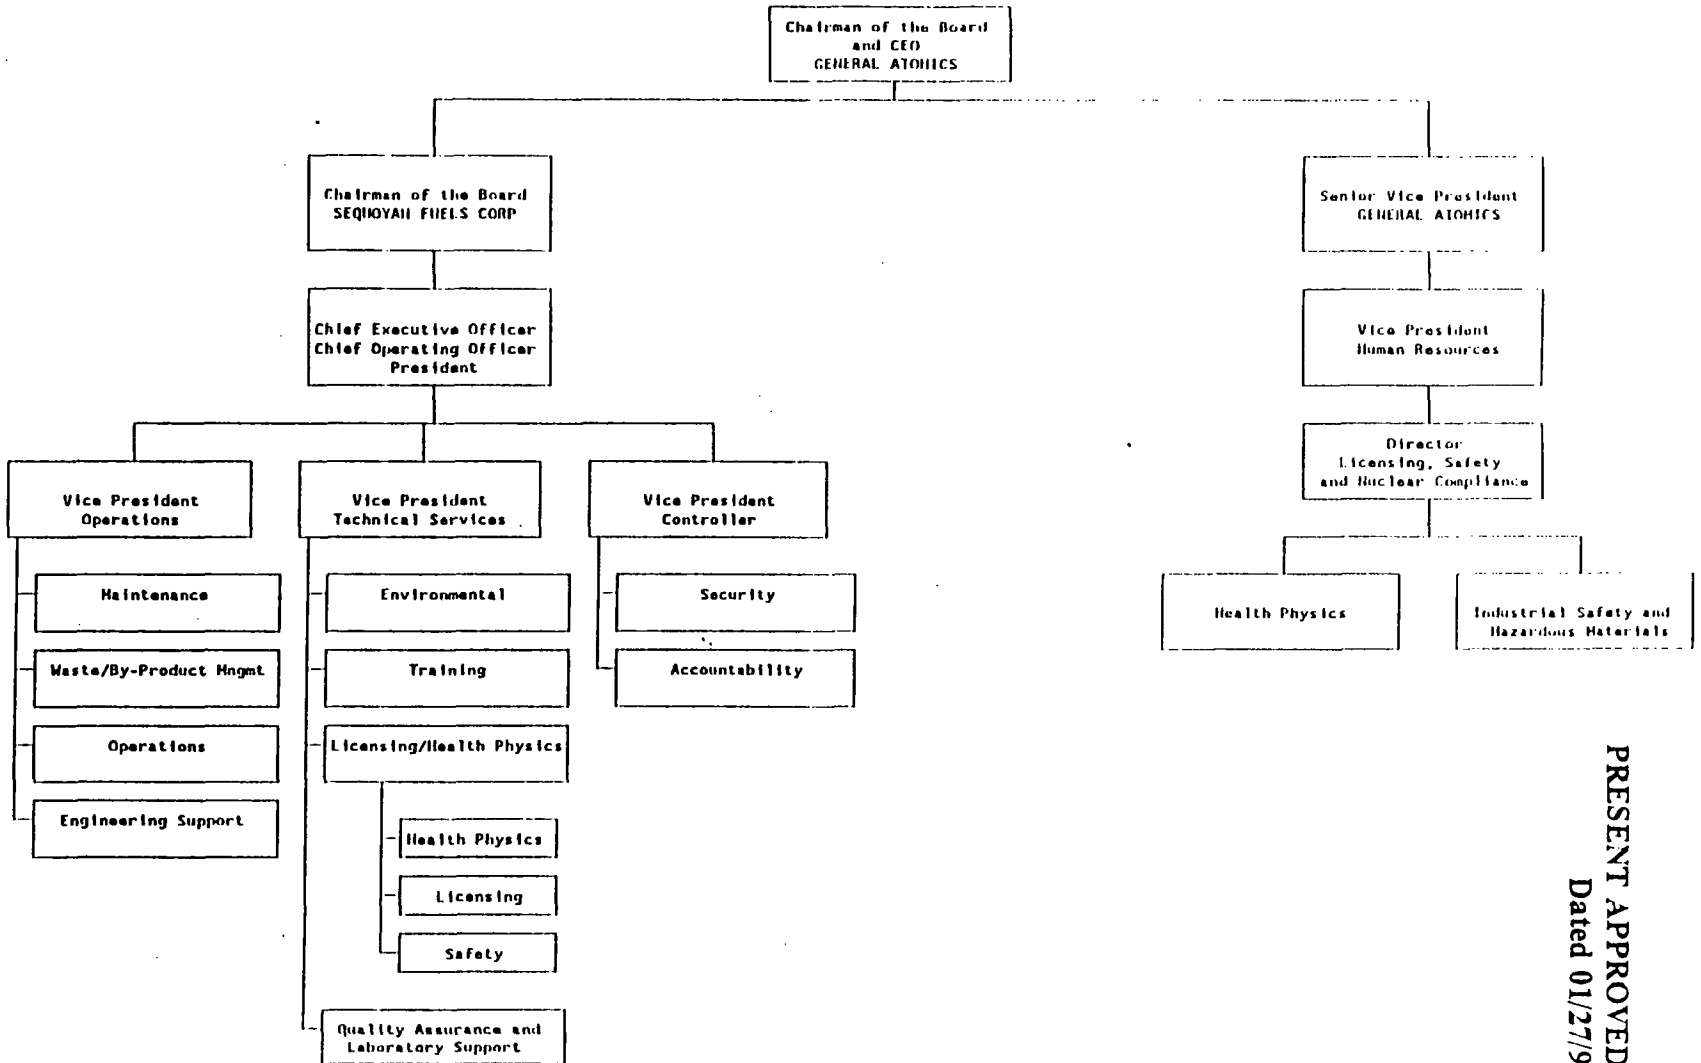 Chairman of the Board
and CEO
GENERAL ATOMICS
Chairman of the Board
SEQUOYAH FUELS CORP
Senior Vice President
GENERAL ATOMICS
Chief Executive Officer
Chief Operating Officer
President
Vice President
Human Resources
Director
Licensing, Safety
and Nuclear Compliance
Vice President
Operations
Vice President
Technical Services
Vice President
Controller
Maintenance
Environmental
Security
Health Physics
Industrial Safety and
Hazardous Materials
Waste/By-Product Mngmt
Training
Accountability
Operations
Licensing/Health Physics
Engineering Support
Health Physics
Licensing
Safety
Quality Assurance and
Laboratory Support
PRESENT APPROVED
Dated 01/27/9